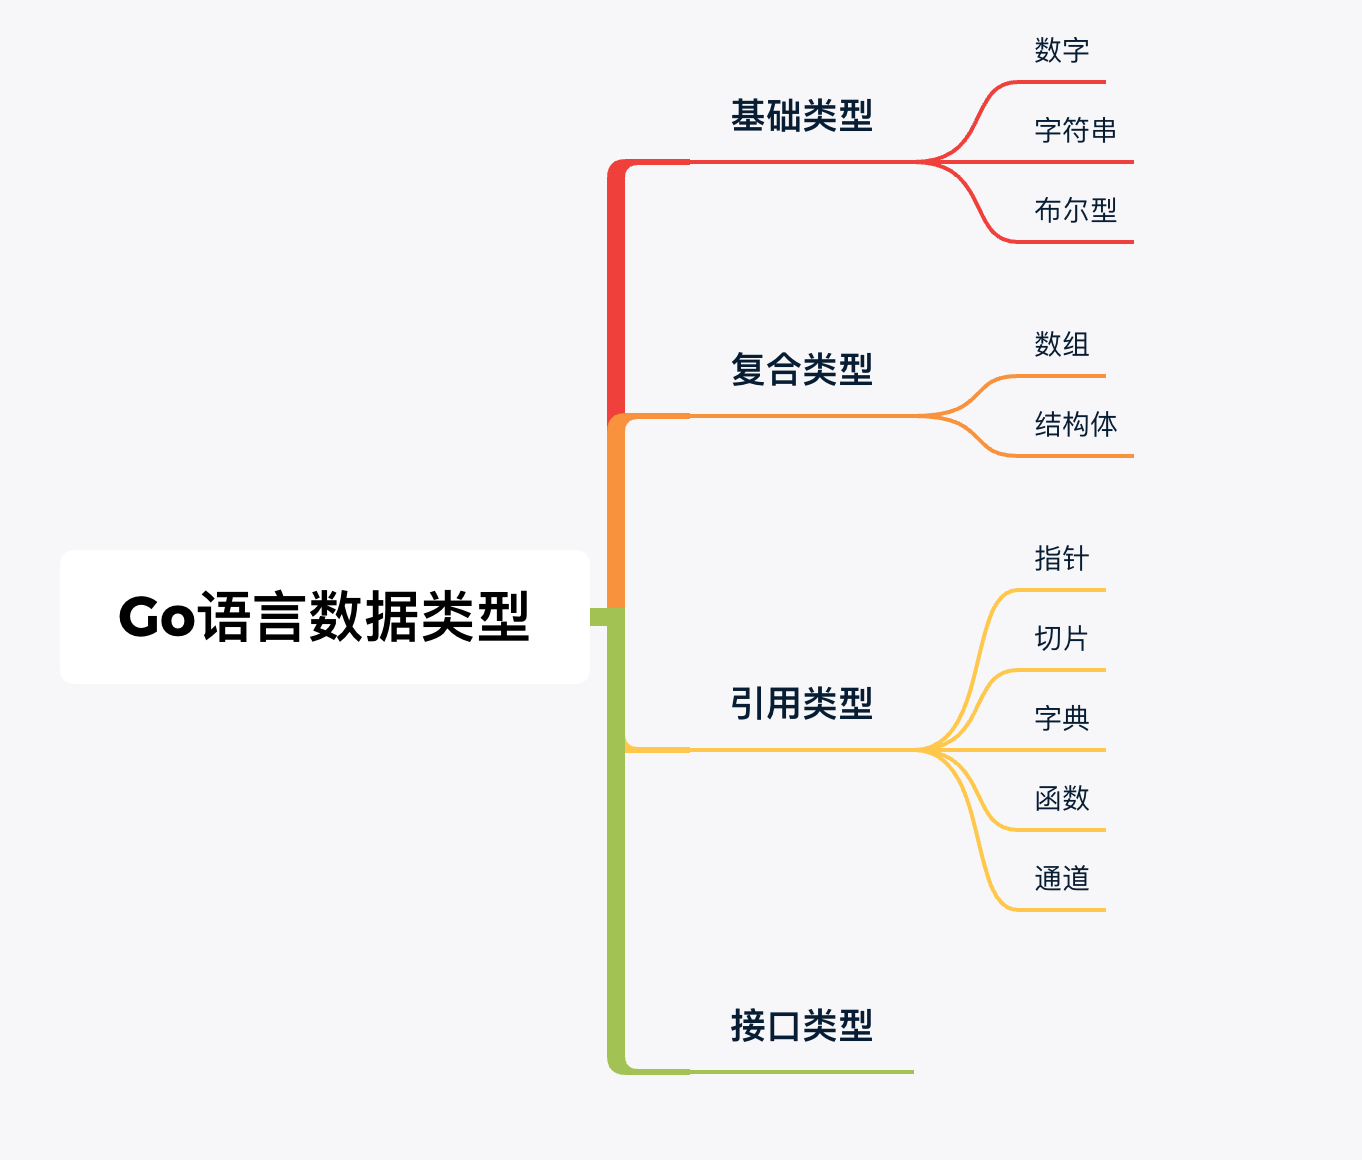 Go语言数据类型
基础类型
数字
字符串
布尔型
复合类型
数组
结构体
引用类型
指针
切片
字典
函数
通道
接口类型